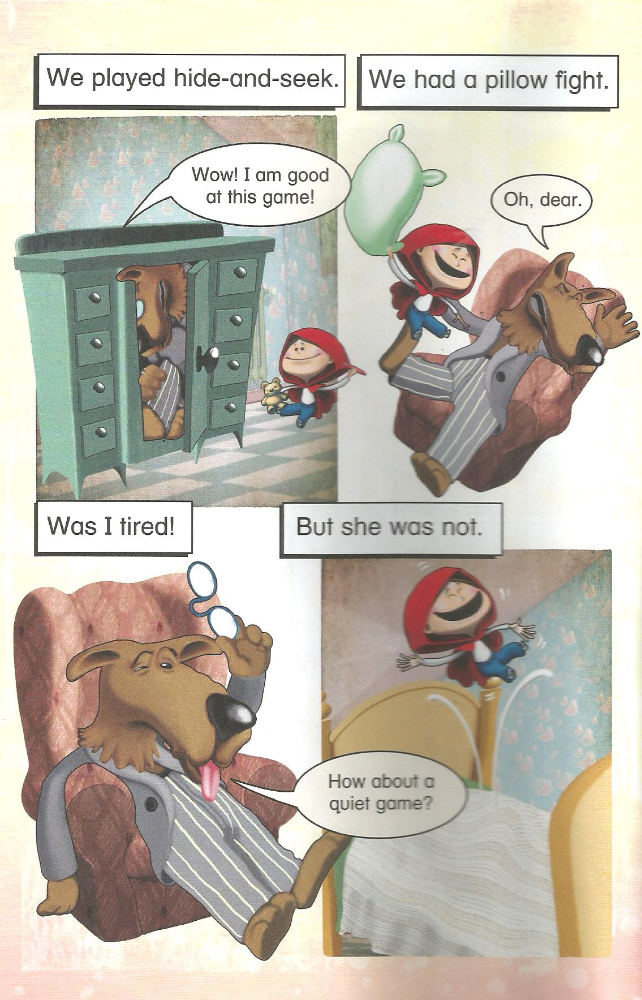 We played hide-and-seek.
We had a pillow fight.
Wow! I am good
at this game!
Oh, dear.
Was I tired!
But she was not.
How about a
quiet game?